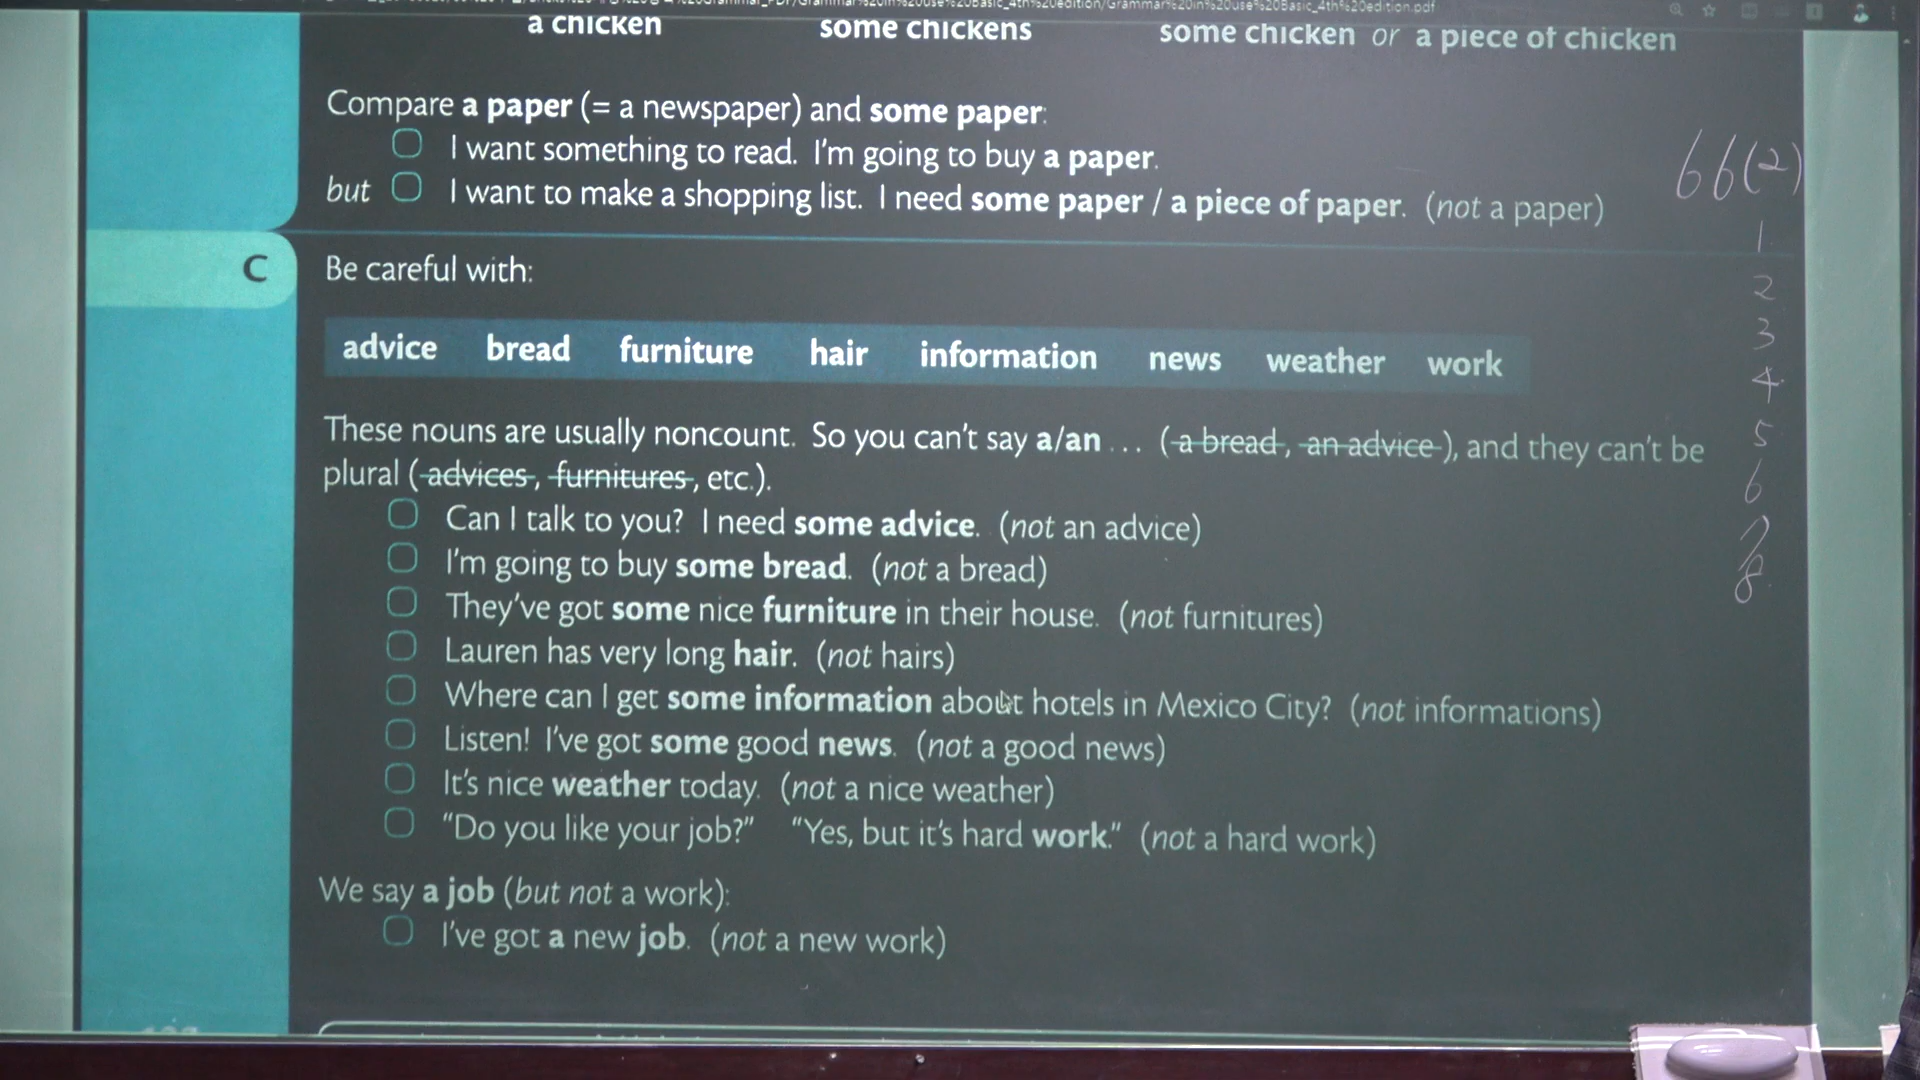 a chicken some chickens some chicken or a piece of chicken
Compare a paper (= a newspaper) and some paper:
I want something to read. I'm going to buy a paper.
but I want to make a shopping list. I need some paper / a piece of paper. (not a paper)
66(2)
1
2
3
4
5
6
7
8
C Be careful with:
advice bread furniture hair information news weather work
These nouns are usually noncount. So you can't say a/an ... (a bread, an advice), and they can't be
plural (advices, furnitures, etc.).
Can I talk to you? I need some advice. (not an advice)
I'm going to buy some bread. (not a bread)
They've got some nice furniture in their house. (not furnitures)
Lauren has very long hair. (not hairs)
Where can I get some information about hotels in Mexico City? (not informations)
Listen! I've got some good news. (not a good news)
It's nice weather today. (not a nice weather)
"Do you like your job?" "Yes, but it's hard work." (not a hard work)
We say a job (but not a work):
I've got a new job. (not a new work)